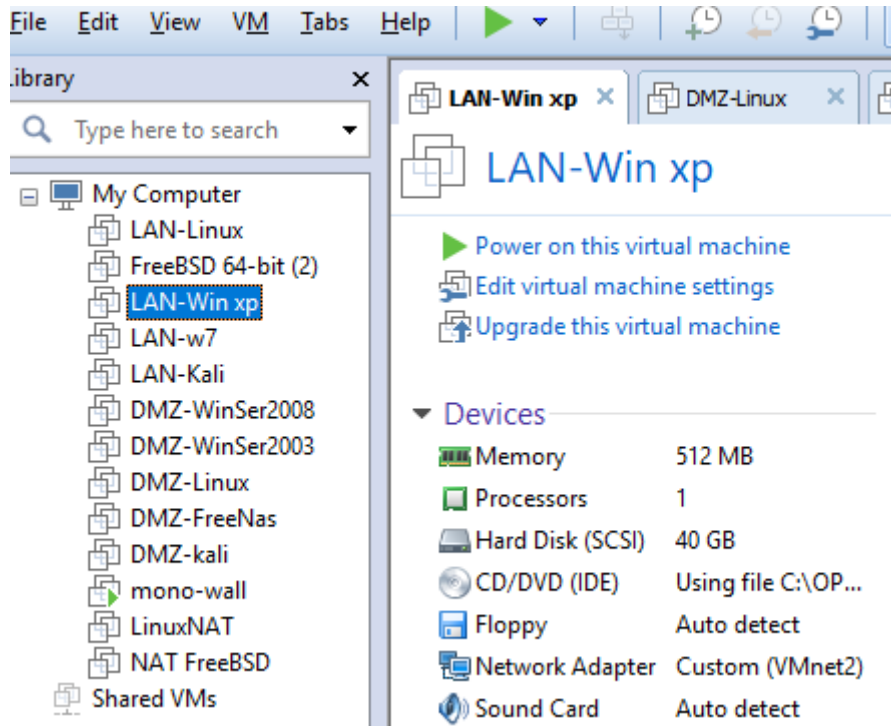 File Edit View VM Tabs Help
Library
Type here to search
My Computer
LAN-Linux
FreeBSD 64-bit (2)
LAN-Win xp
LAN-w7
LAN-Kali
DMZ-WinSer2008
DMZ-WinSer2003
DMZ-Linux
DMZ-FreeNas
DMZ-kali
mono-wall
LinuxNAT
NAT FreeBSD
Shared VMs
LAN-Win xp DMZ-Linux
LAN-Win xp
Power on this virtual machine
Edit virtual machine settings
Upgrade this virtual machine
Devices
Memory 512 MB
Processors 1
Hard Disk (SCSI) 40 GB
CD/DVD (IDE) Using file C:\OP...
Floppy Auto detect
Network Adapter Custom (VMnet2)
Sound Card Auto detect